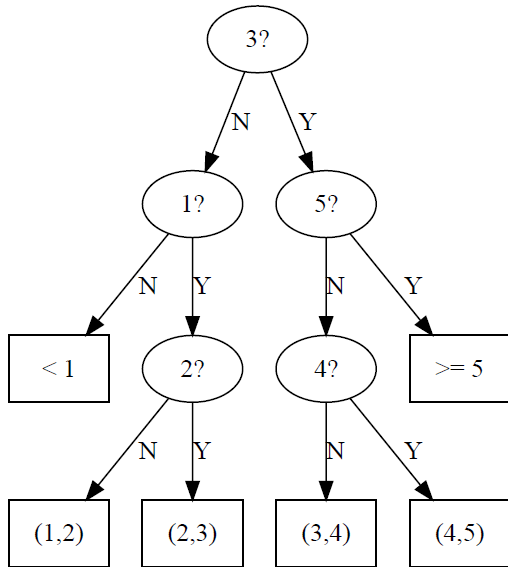 3?
N Y
1? 5?
N Y N Y
< 1 2? 4? >= 5
N Y N Y
(1,2) (2,3) (3,4) (4,5)